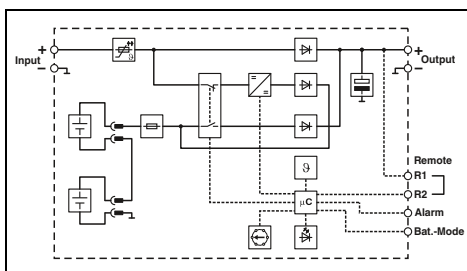 +
Input
−
ϑ
=
=
+
−
Output
ϑ
μC
Remote
R1
R2
Alarm
Bat.-Mode